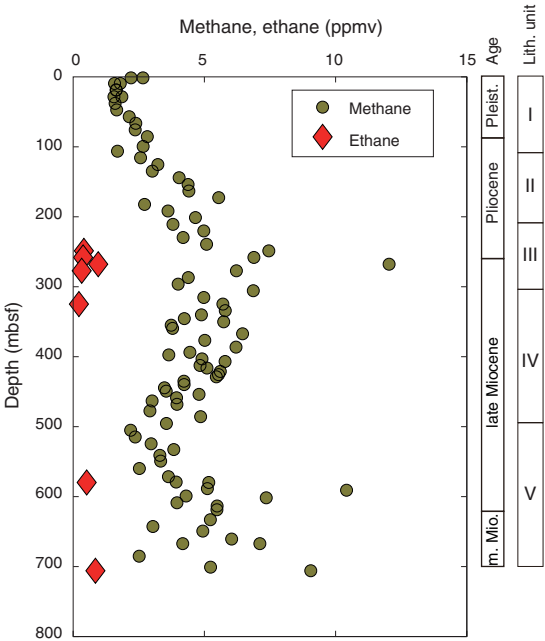 Methane, ethane (ppmv)
0 5 10 15
Age
Lith. unit
Depth (mbsf)
0
100
200
300
400
500
600
700
800
Methane
Ethane
Pleist.
Pliocene
late Miocene
m. Mio.
I
II
III
IV
V